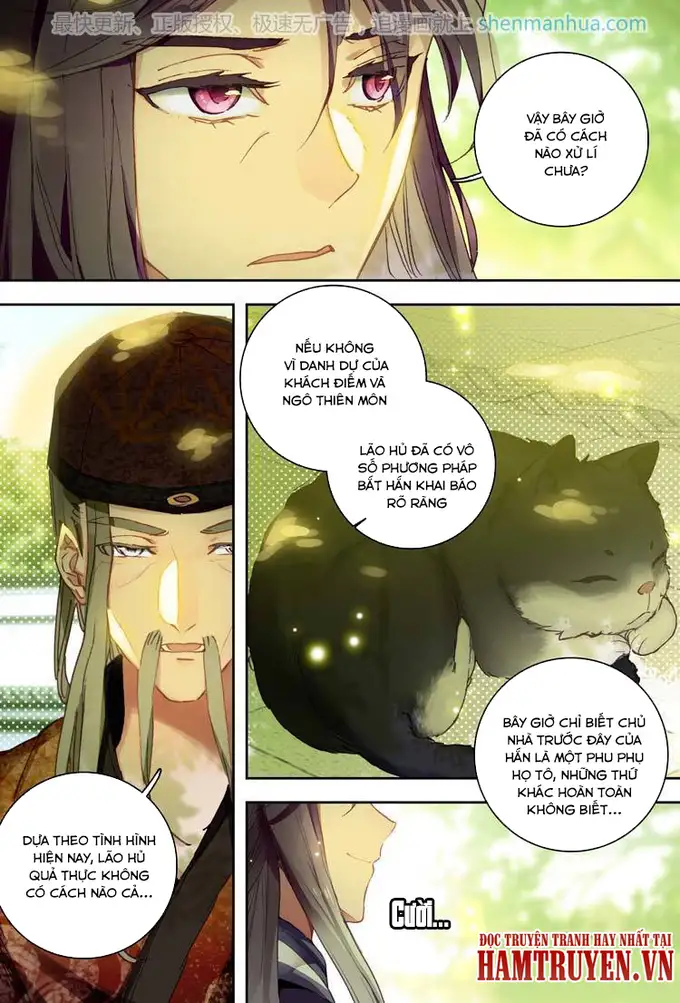 最快更新、正版授权、极速无广告，追漫画就上 shenmanhua.com
VẬY BÂY GIỜ
ĐÃ CÓ CÁCH
NÀO XỬ LÍ
CHƯA?
NẾU KHÔNG
VÌ DANH DỰ CỦA
KHÁCH ĐIẾM VÀ
NGÔ THIÊN MÔN
LÃO HỦ ĐÃ CÓ VÔ
SỐ PHƯƠNG PHÁP
BẮT HẮN KHAI BÁO
RÕ RÀNG
BÂY GIỜ CHỈ BIẾT CHỦ
NHÀ TRƯỚC ĐÂY CỦA
HẮN LÀ MỘT PHU PHỤ
HỌ TÔ, NHỮNG THỨ
KHÁC HOÀN TOÀN
KHÔNG BIẾT...
DỰA THEO TÌNH HÌNH
HIỆN NAY, LÃO HỦ
QUẢ THỰC KHÔNG
CÓ CÁCH NÀO CẢ...
CƯỜI...
ĐỌC TRUYỆN TRANH HAY NHẤT TẠI
HAMTRUYEN.VN